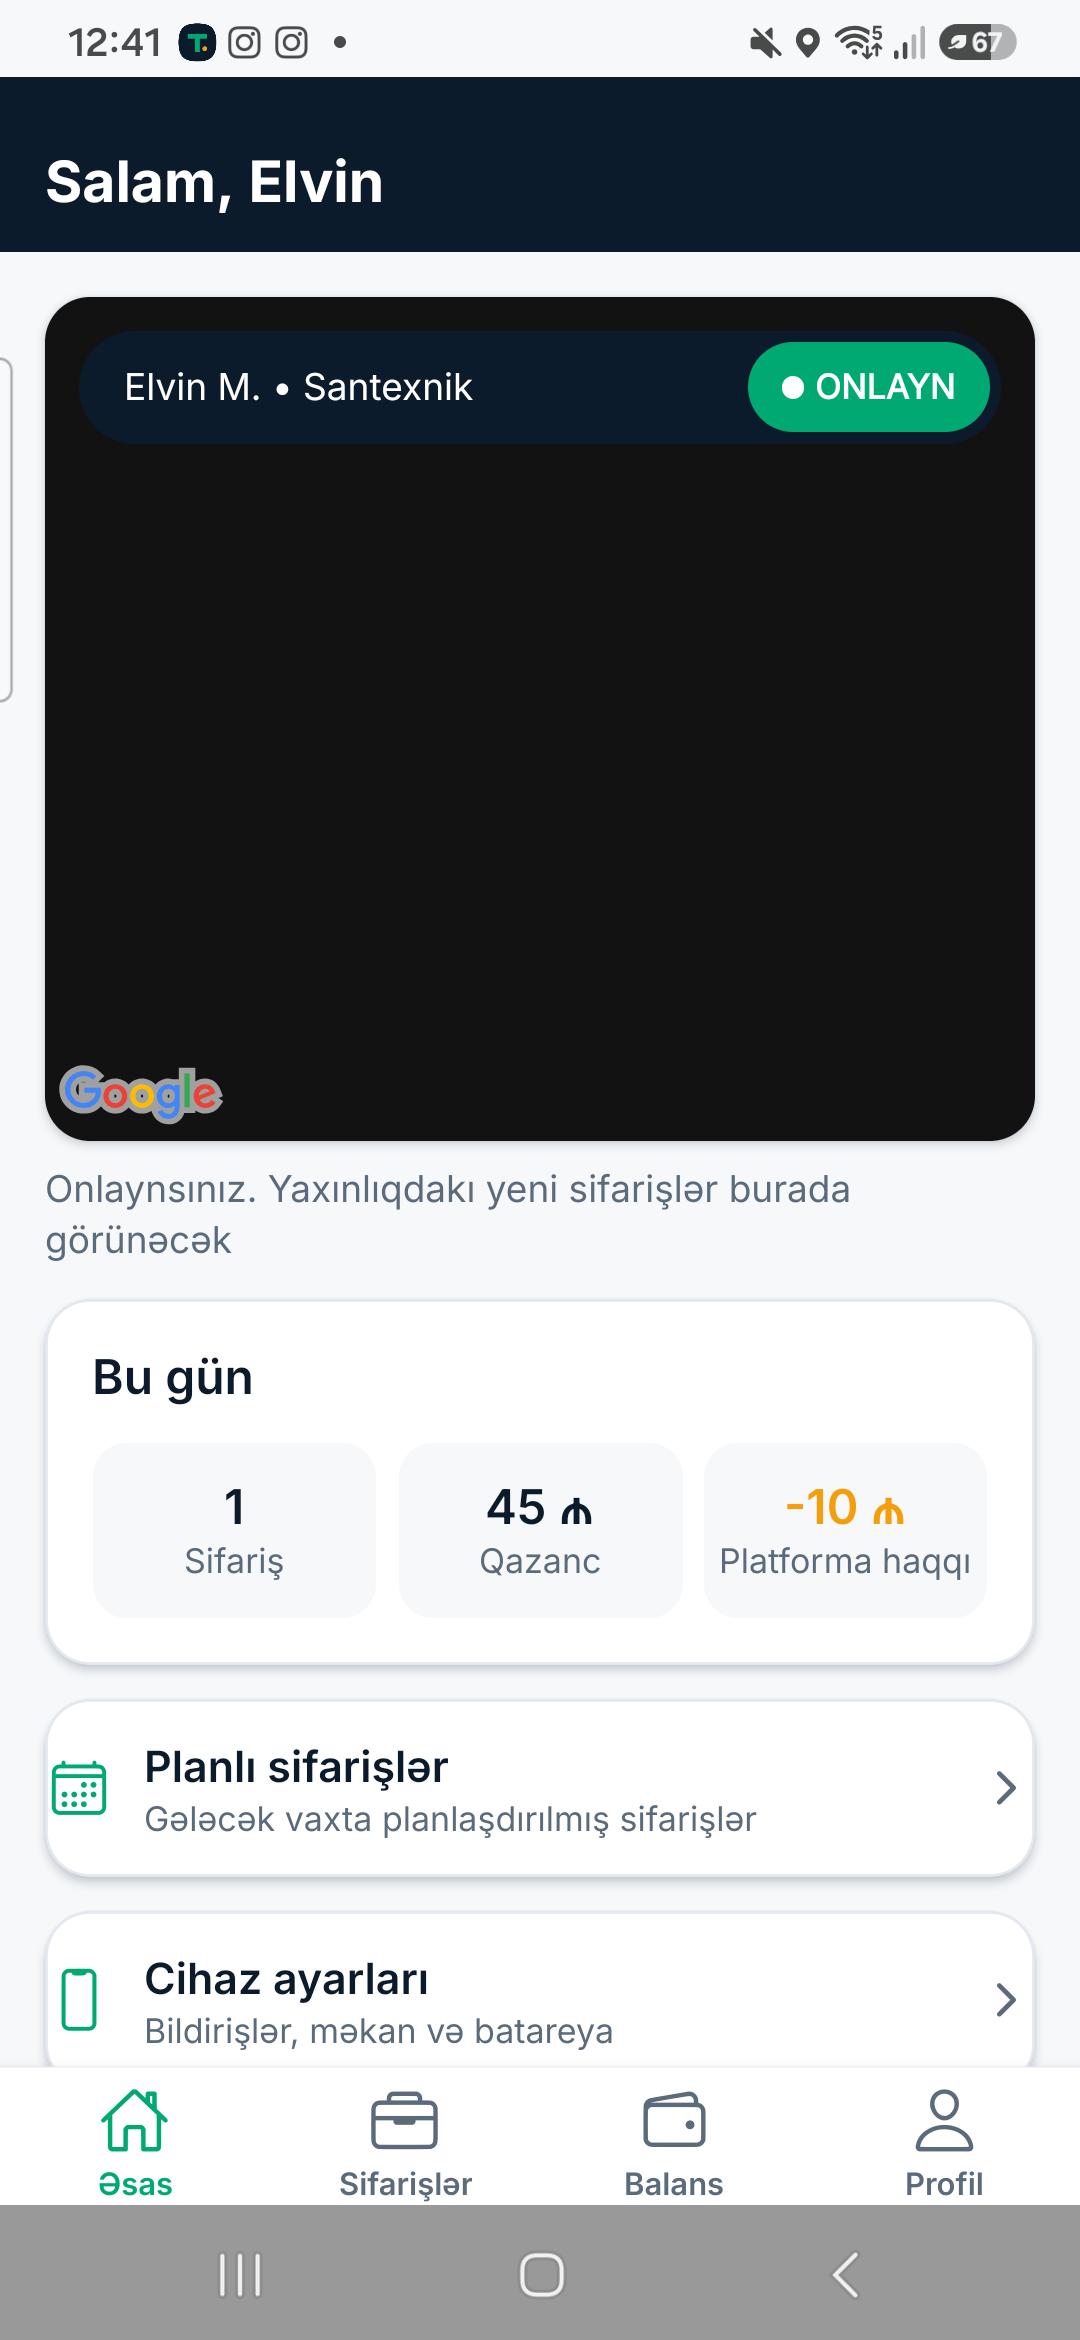 12:41
T.
5
67
Salam, Elvin
Elvin M. • Santexnik
ONLAYN
Google
Onlaynsınız. Yaxınlıqdakı yeni sifarişlər burada
görünəcək
Bu gün
1
45 ₼
-10 ₼
Sifariş
Qazanc
Platforma haqqı
Planlı sifarişlər
Gələcək vaxta planlaşdırılmış sifarişlər
Cihaz ayarları
Bildirişlər, məkan və batareya
Əsas
Sifarişlər
Balans
Profil